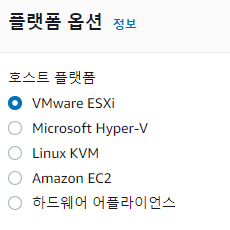 플랫폼 옵션 정보
호스트 플랫폼
VMware ESXi
Microsoft Hyper-V
Linux KVM
Amazon EC2
하드웨어 어플라이언스